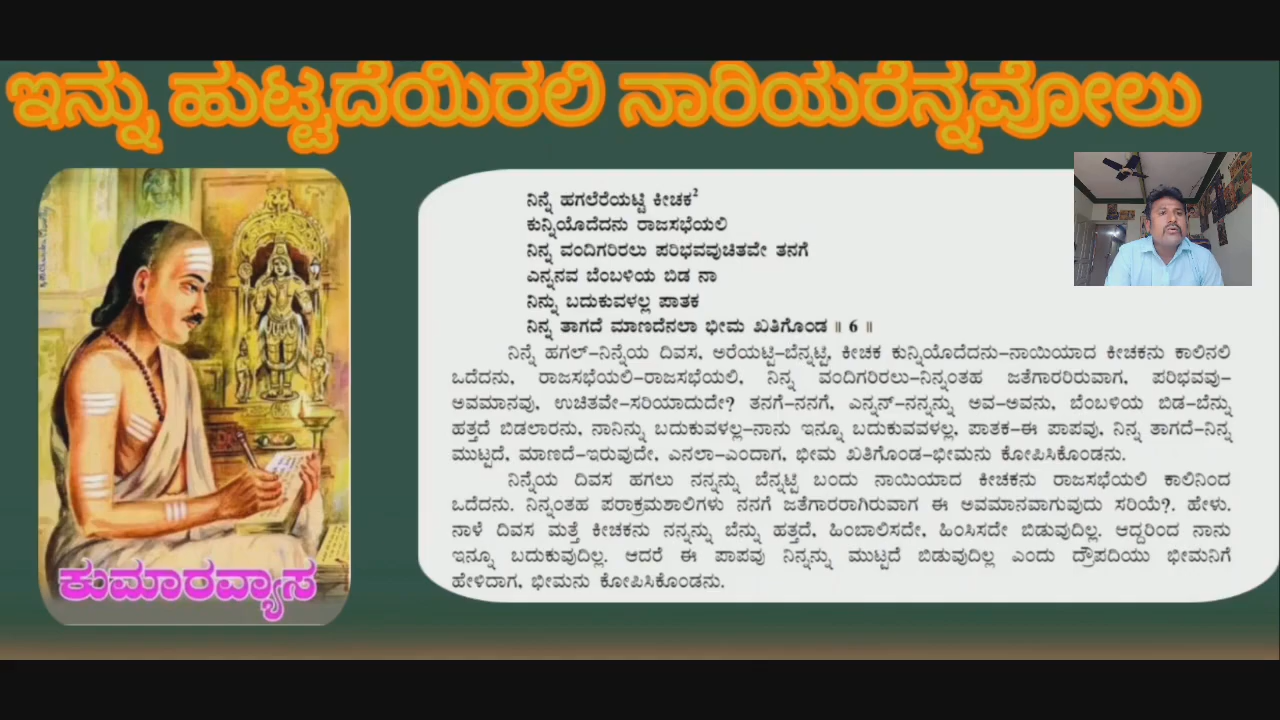 ಇನ್ನು ಹುಟ್ಟದೆಯಿರಲಿ ನಾರಿಯರೆನ್ನವೋಲು
ನಿನ್ನೆ ಹಗಲೆರೆಯಟ್ಟಿ ಕೀಚಕ2
ಕುನ್ನಿಯೊದೆದನು ರಾಜಸಭೆಯಲಿ
ನಿನ್ನ ವಂದಿಗರಿರಲು ಪರಿಭವವುಚಿತವೇ ತನಗೆ
ಎನ್ನನವ ಬೆಂಬಳಿಯ ಬಿಡ ನಾ
ನಿನ್ನು ಬದುಕುವಳಲ್ಲ ಪಾತಕ
ನಿನ್ನ ತಾಗದೆ ಮಾಣದೆನಲಾ ಭೀಮ ಖತಿಗೊಂಡ || 6 ||
ನಿನ್ನೆ ಹಗಲ್–ನಿನ್ನೆಯ ದಿವಸ, ಅರೆಯಟ್ಟಿ–ಬೆನ್ನಟ್ಟಿ, ಕೀಚಕ ಕುನ್ನಿಯೊದೆದನು–ನಾಯಿಯಾದ ಕೀಚಕನು ಕಾಲಿನಲಿ
ಒದೆದನು, ರಾಜಸಭೆಯಲಿ–ರಾಜಸಭೆಯಲಿ, ನಿನ್ನ ವಂದಿಗರಿರಲು–ನಿನ್ನಂತಹ ಜತೆಗಾರರಿರುವಾಗ, ಪರಿಭವವು–
ಅವಮಾನವು, ಉಚಿತವೇ–ಸರಿಯಾದುದೇ? ತನಗೆ–ನನಗೆ, ಎನ್ನನ್–ನನ್ನನ್ನು ಅವ–ಅವನು, ಬೆಂಬಳಿಯ ಬಿಡ–ಬೆನ್ನು
ಹತ್ತದೆ ಬಿಡಲಾರನು, ನಾನಿನ್ನು ಬದುಕುವಳಲ್ಲ–ನಾನು ಇನ್ನೂ ಬದುಕುವವಳಲ್ಲ, ಪಾತಕ–ಈ ಪಾಪವು, ನಿನ್ನ ತಾಗದೆ–ನಿನ್ನ
ಮುಟ್ಟದೆ, ಮಾಣದೆ–ಇರುವುದೇ, ಎನಲಾ–ಎಂದಾಗ, ಭೀಮ ಖತಿಗೊಂಡ–ಭೀಮನು ಕೋಪಿಸಿಕೊಂಡನು.
ನಿನ್ನೆಯ ದಿವಸ ಹಗಲು ನನ್ನನ್ನು ಬೆನ್ನಟ್ಟಿ ಬಂದು ನಾಯಿಯಾದ ಕೀಚಕನು ರಾಜಸಭೆಯಲಿ ಕಾಲಿನಿಂದ
ಒದೆದನು. ನಿನ್ನಂತಹ ಪರಾಕ್ರಮಶಾಲಿಗಳು ನನಗೆ ಜತೆಗಾರರಾಗಿರುವಾಗ ಈ ಅವಮಾನವಾಗುವುದು ಸರಿಯೆ?. ಹೇಳು.
ನಾಳೆ ದಿವಸ ಮತ್ತೆ ಕೀಚಕನು ನನ್ನನ್ನು ಬೆನ್ನು ಹತ್ತದೆ, ಹಿಂಬಾಲಿಸದೇ, ಹಿಂಸಿಸದೇ ಬಿಡುವುದಿಲ್ಲ. ಆದ್ದರಿಂದ ನಾನು
ಇನ್ನೂ ಬದುಕುವುದಿಲ್ಲ. ಆದರೆ ಈ ಪಾಪವು ನಿನ್ನನ್ನು ಮುಟ್ಟದೆ ಬಿಡುವುದಿಲ್ಲ ಎಂದು ದ್ರೌಪದಿಯು ಭೀಮನಿಗೆ
ಹೇಳಿದಾಗ, ಭೀಮನು ಕೋಪಿಸಿಕೊಂಡನು.
ಕುಮಾರವ್ಯಾಸ